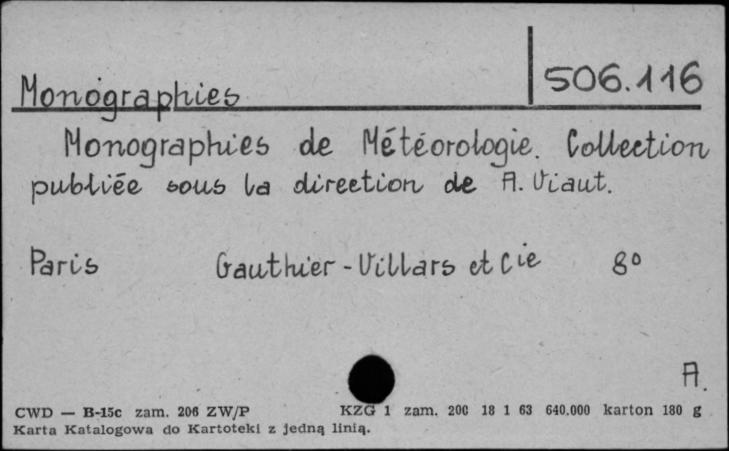 506.116
Monographies
Monographies de Météorologie. Collection
publiée sous la direction de A. Viaut.
Paris Gauthier-Villars et Cie 8º
A.
CWD — B-15c zam. 206 ZW/P KZG 1 zam. 200 18 1 63 640.000 karton 180 g
Karta Katalogowa do Kartoteki z jedną linią.